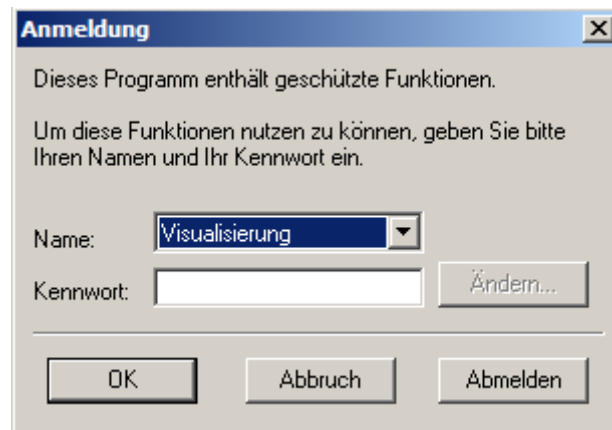 Anmeldung
Dieses Programm enthält geschützte Funktionen.
Um diese Funktionen nutzen zu können, geben Sie bitte
Ihren Namen und Ihr Kennwort ein.
Name: Visualisierung
Kennwort: Ändern...
OK Abbruch Abmelden